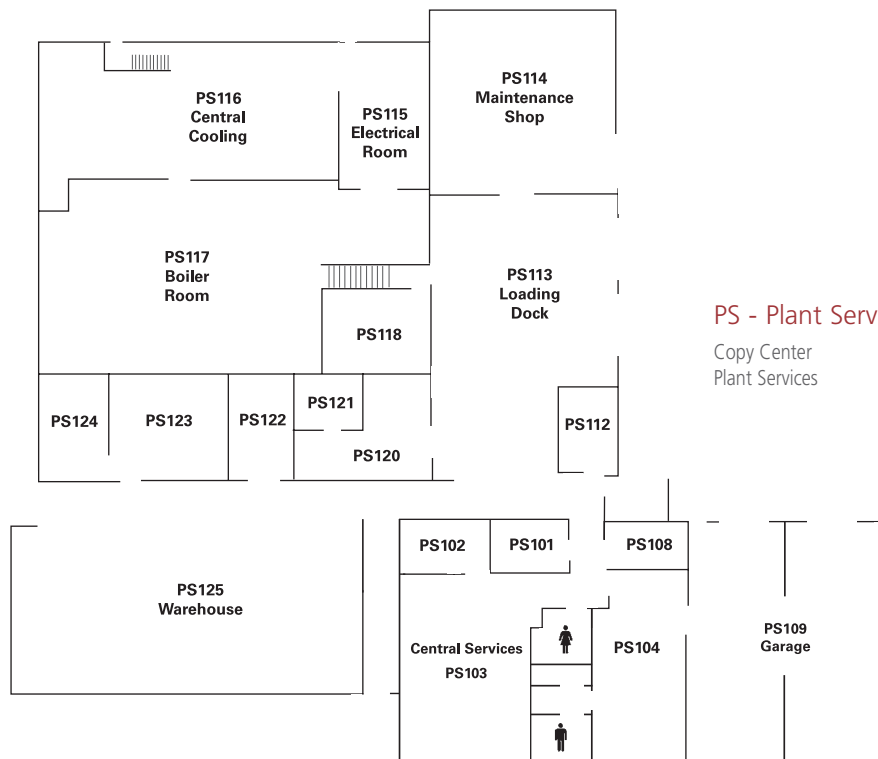 PS114
Maintenance
Shop
PS116
Central
Cooling
PS115
Electrical
Room
PS117
Boiler
Room
PS113
Loading
Dock
PS - Plant Serv
Copy Center
Plant Services
PS118
PS124
PS123
PS122
PS121
PS120
PS112
PS102
PS101
PS108
PS125
Warehouse
Central Services
PS103
PS104
PS109
Garage